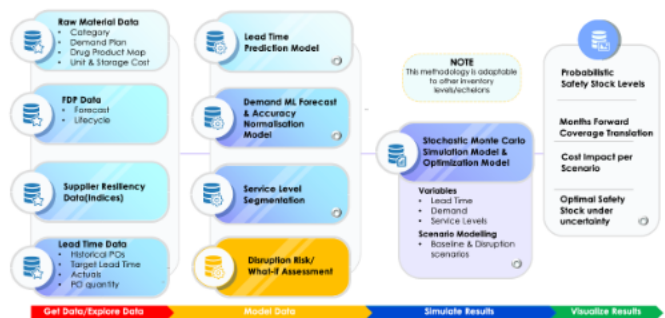 Raw Material Data
• Category
• Demand Plan
• Drug Product Map
• Unit & Storage Cost
FDP Data
• Forecast
• Lifecycle
Supplier Resiliency
Data(Indices)
Lead Time Data
• Historical POs
• Target Lead Time
• Actuals
• PO quantity
Lead Time
Prediction Model
Demand ML Forecast
& Accuracy
Normalisation
Model
Service Level
Segmentation
Disruption Risk/
What-if Assessment
NOTE
This methodology is adaptable
to other inventory
levels/echelons
Stochastic Monte Carlo
Simulation Model &
Optimization Model
Variables
• Lead Time
• Demand
• Service Levels
Scenario Modelling
• Baseline & Disruption
scenarios
Probabilistic
Safety Stock Levels
Months Forward
Coverage Translation
Cost Impact per
Scenario
Optimal Safety
Stock under
uncertainty
Get Data/Explore Data
Model Data
Simulate Results
Visualize Results